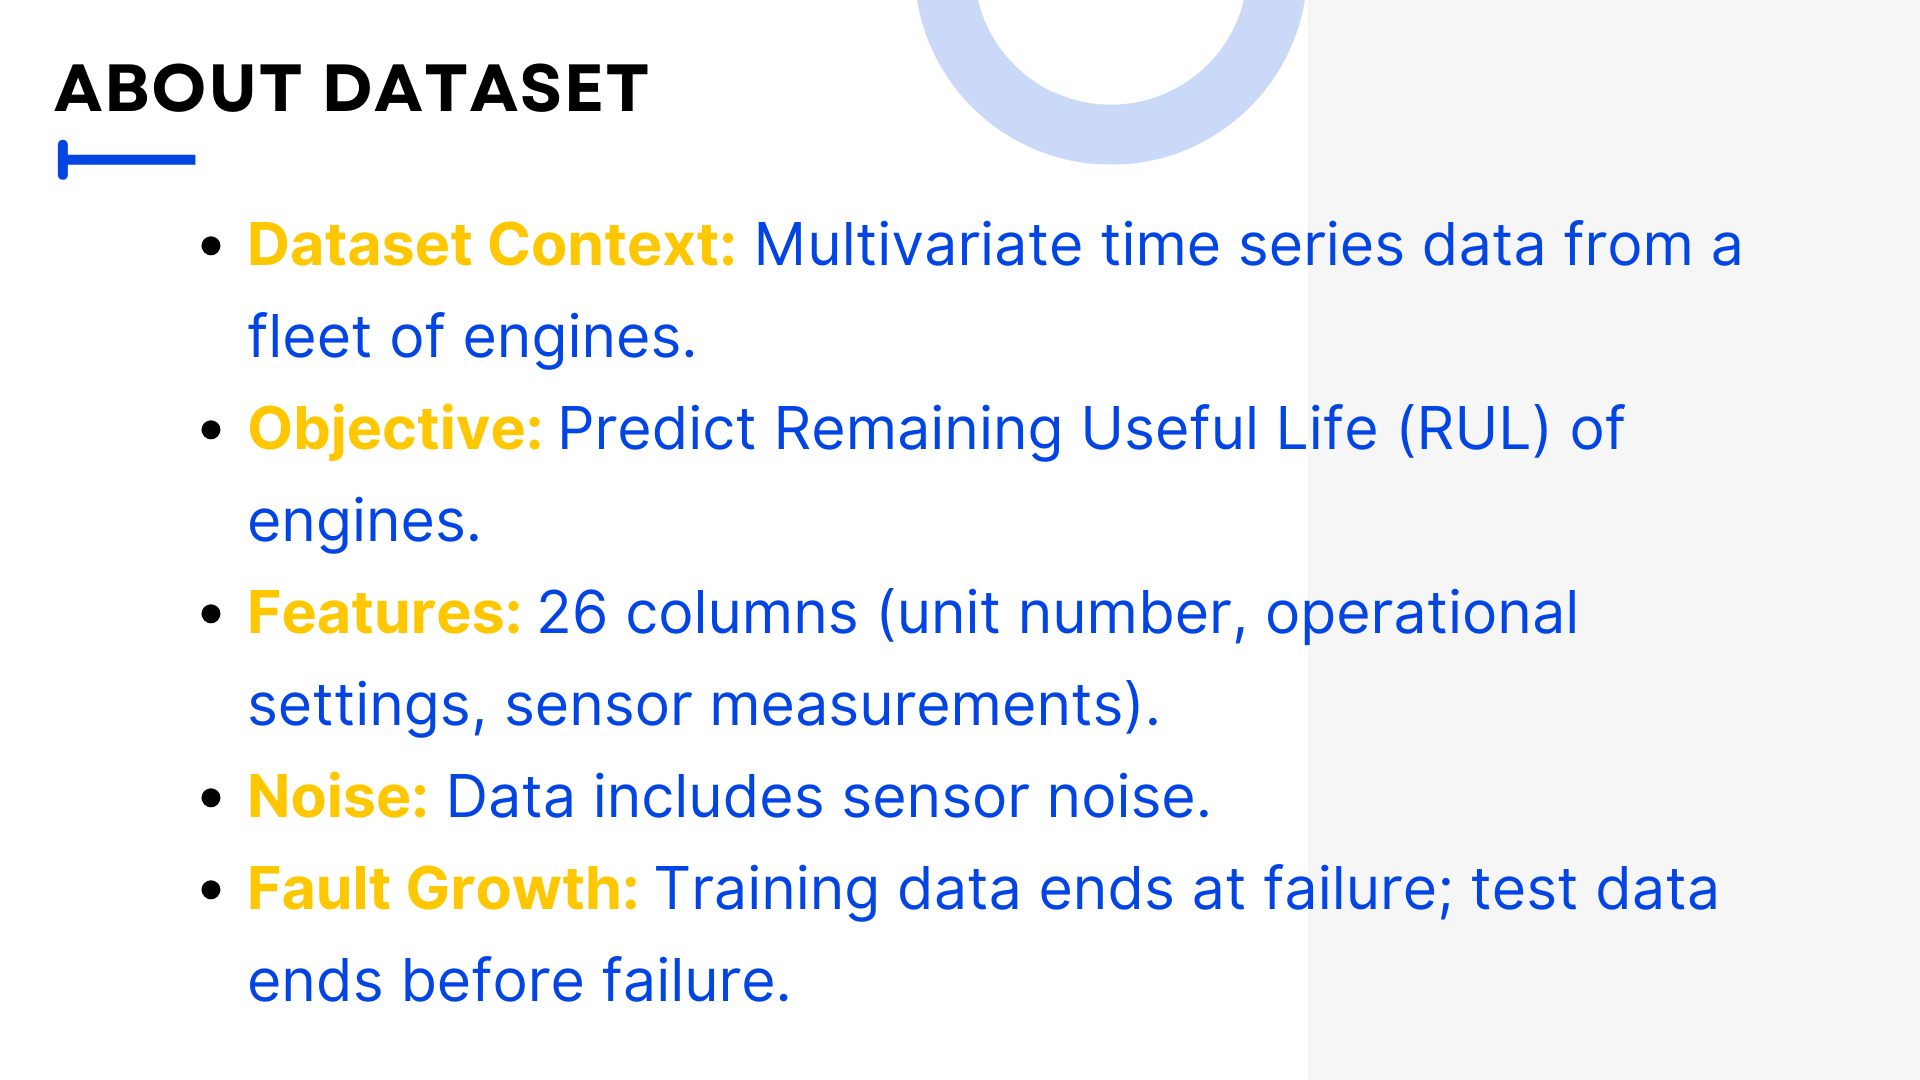 ABOUT DATASET
• Dataset Context: Multivariate time series data from a
fleet of engines.
• Objective: Predict Remaining Useful Life (RUL) of
engines.
• Features: 26 columns (unit number, operational
settings, sensor measurements).
• Noise: Data includes sensor noise.
• Fault Growth: Training data ends at failure; test data
ends before failure.